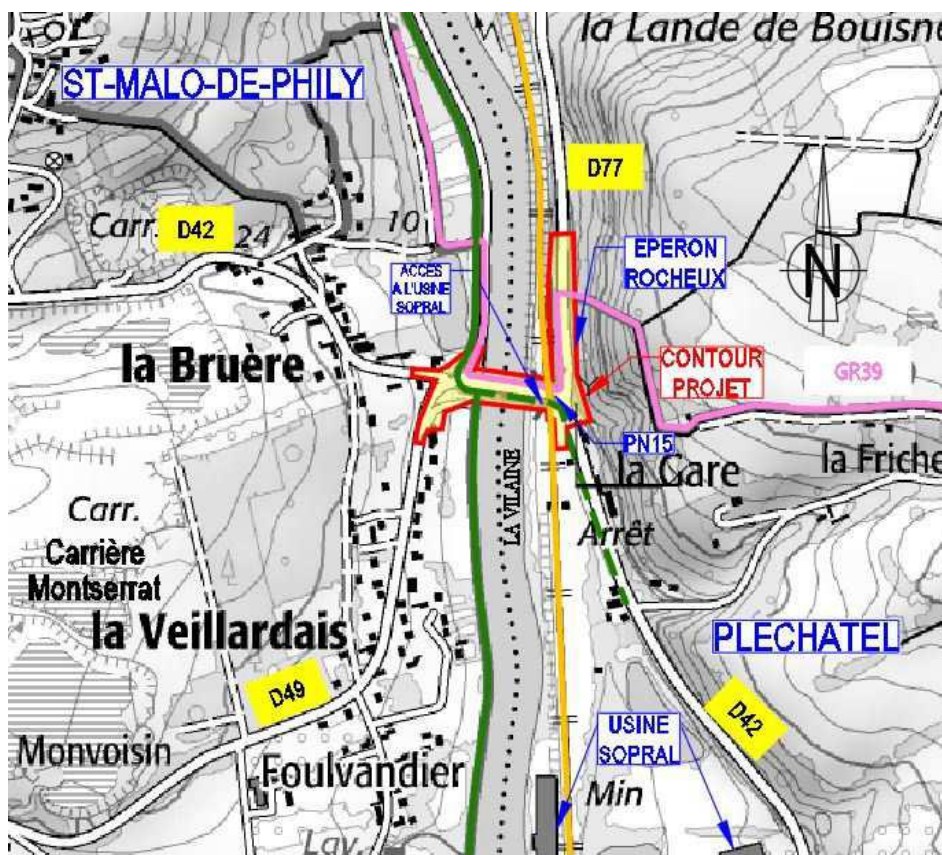 la Lande de Bouisn
ST-MALO-DE-PHILY
D77
Carr.
D42
24
10
EPERON
ROCHEUX
ACCES
A L'USINE
SOPRAL
N
la Bruère
CONTOUR
PROJET
GR39
PN15
la Gare
la Friche
LA VILAINE
Arrêt
Carr.
Carrière
Montserrat
la Veillardais
PLECHATEL
D49
D42
USINE
SOPRAL
Monvoisin
Foulvandier
Min
Lav.